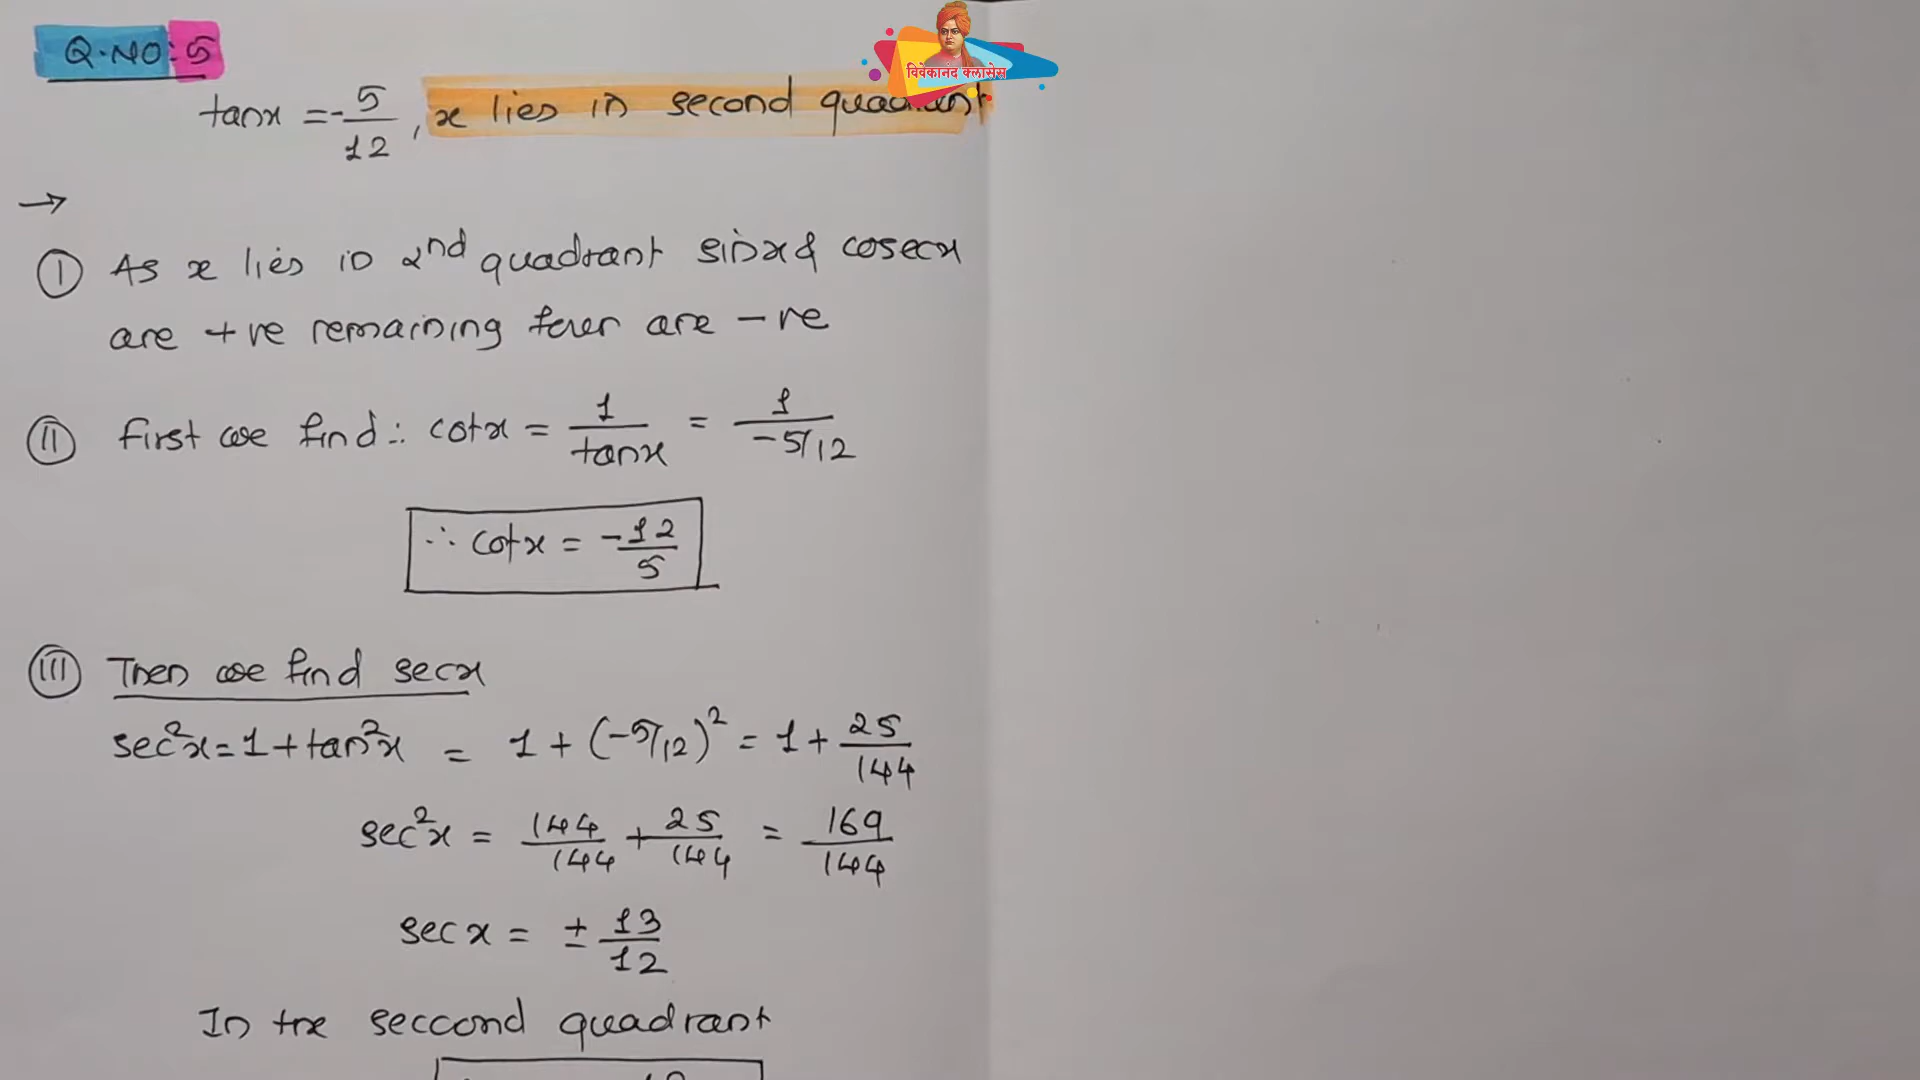 Q.NO:5
विवेकानंद क्लासेस
tanx = -5/12, x lies in second quadrant
→
(I) As x lies in 2nd quadrant sinx & cosecx
are +ve remaining four are -ve
(II) First we find :. cotx = 1/tanx = 1/(-5/12)
∴ cotx = -12/5
(III) Then we find secx
sec²x = 1 + tan²x = 1 + (-5/12)² = 1 + 25/144
sec²x = 144/144 + 25/144 = 169/144
sec x = ± 13/12
In the seccond quadrant